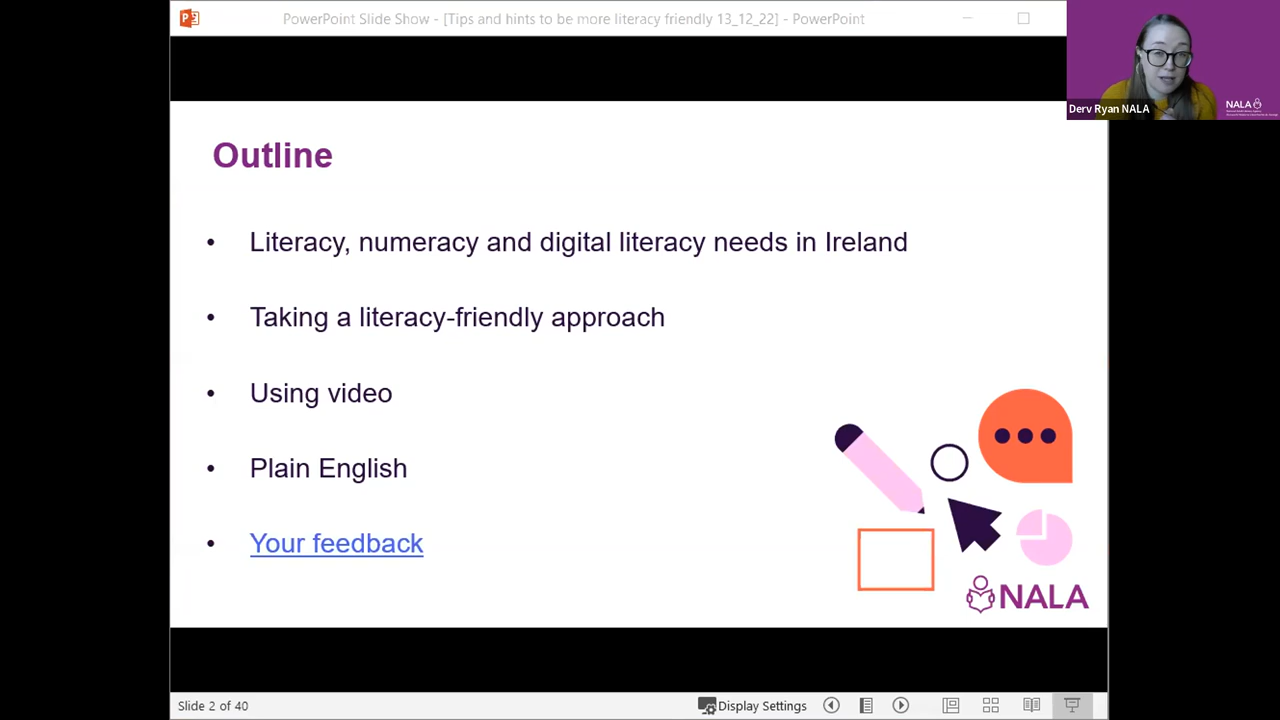 PowerPoint Slide Show - [Tips and hints to be more literacy friendly 13_12_22] - PowerPoint
Derv Ryan NALA
NALA
Outline
• Literacy, numeracy and digital literacy needs in Ireland
• Taking a literacy-friendly approach
• Using video
• Plain English
• Your feedback
NALA
Slide 2 of 40
Display Settings